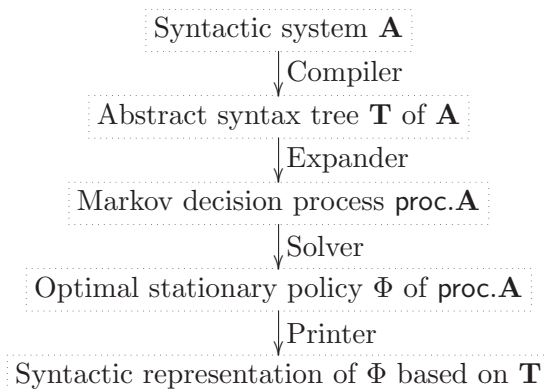 Syntactic system A
Compiler
Abstract syntax tree T of A
Expander
Markov decision process proc.A
Solver
Optimal stationary policy Φ of proc.A
Printer
Syntactic representation of Φ based on T